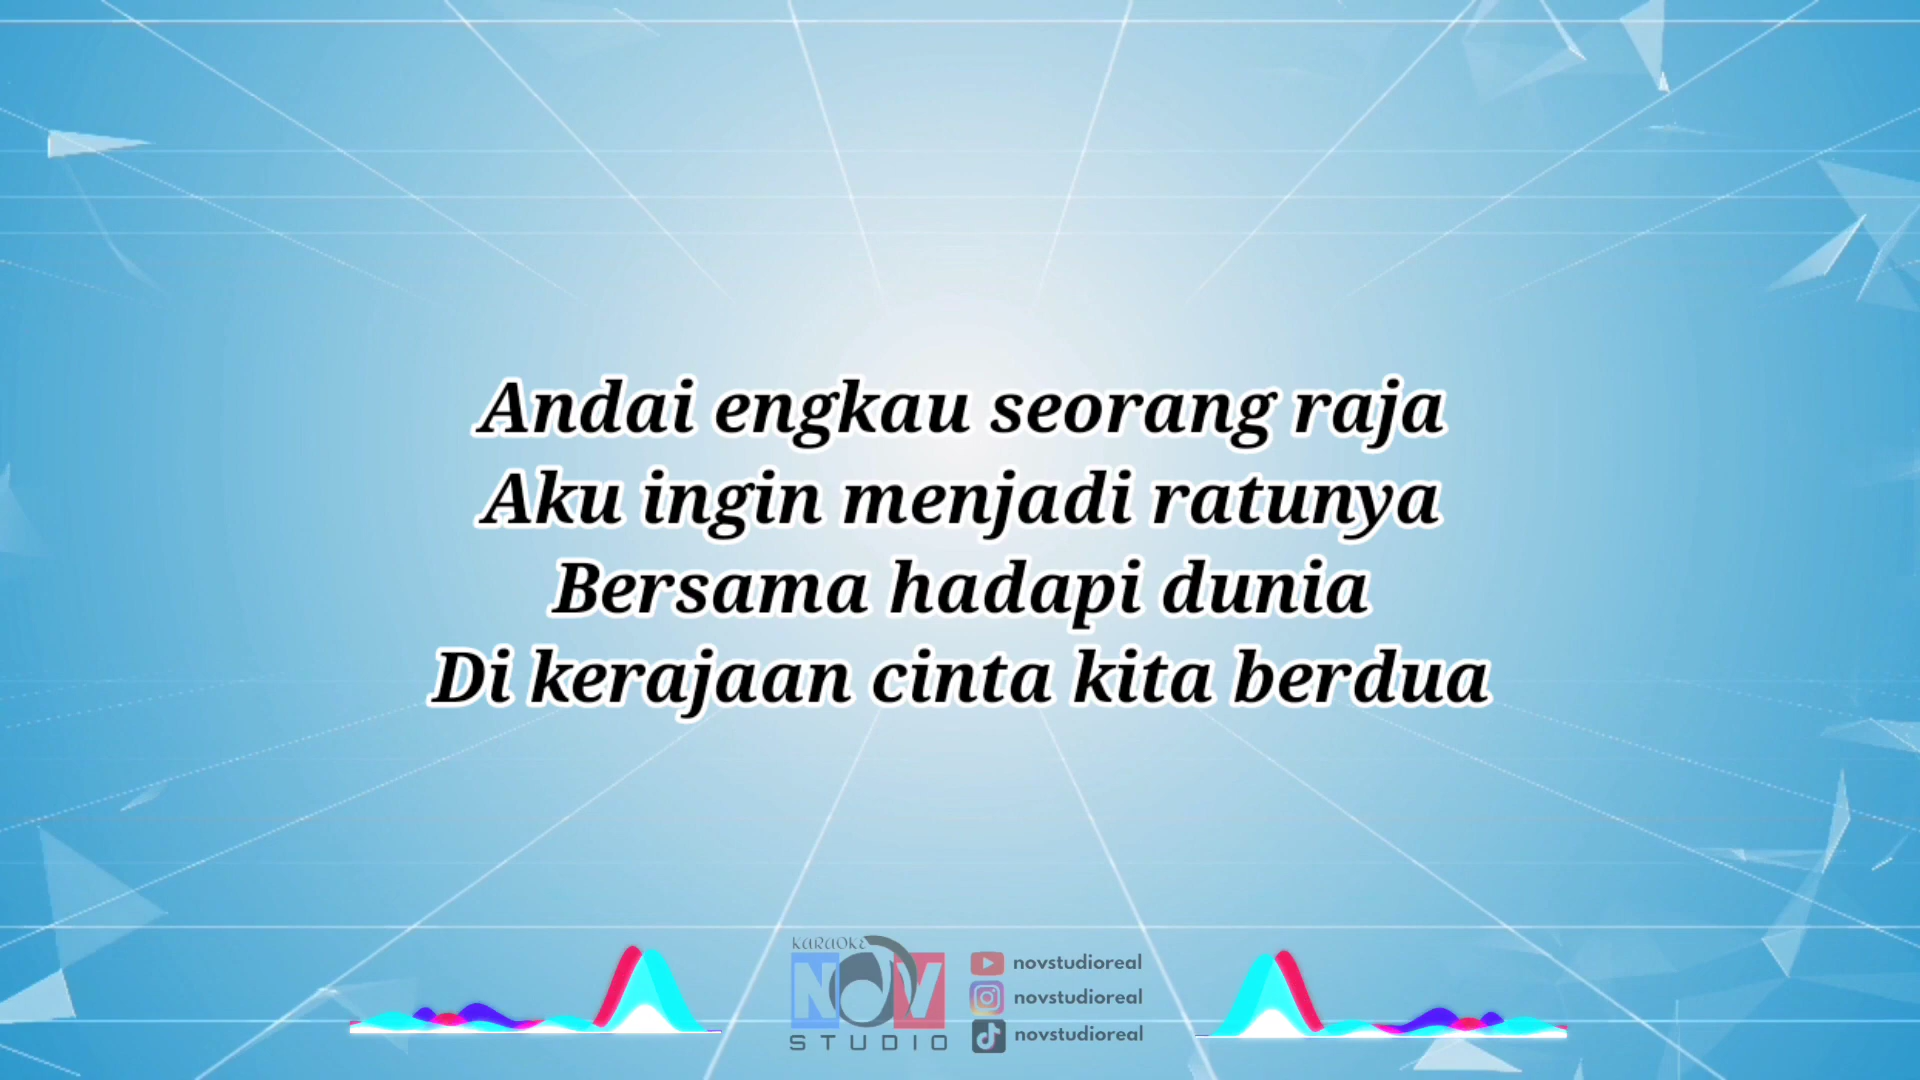 Andai engkau seorang raja
Aku ingin menjadi ratunya
Bersama hadapi dunia
Di kerajaan cinta kita berdua
KARAOKE
NOV
STUDIO
novstudioreal
novstudioreal
novstudioreal